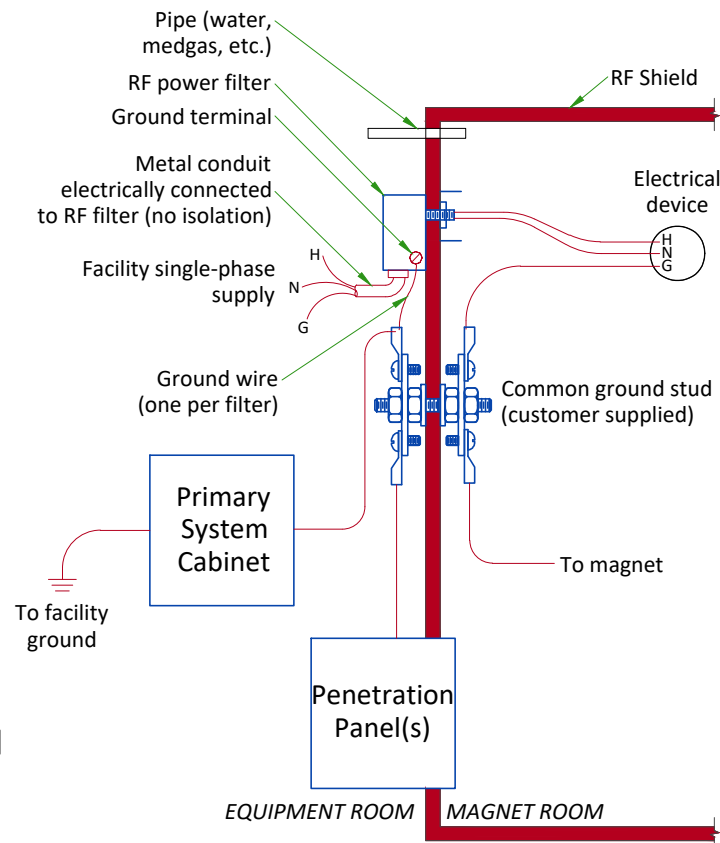 Pipe (water,
medgas, etc.)
RF power filter
Ground terminal
Metal conduit
electrically connected
to RF filter (no isolation)
Facility single-phase
supply
H
N
G
Ground wire
(one per filter)
RF Shield
Electrical
device
H
N
G
Common ground stud
(customer supplied)
Primary
System
Cabinet
To facility
ground
To magnet
Penetration
Panel(s)
EQUIPMENT ROOM
MAGNET ROOM